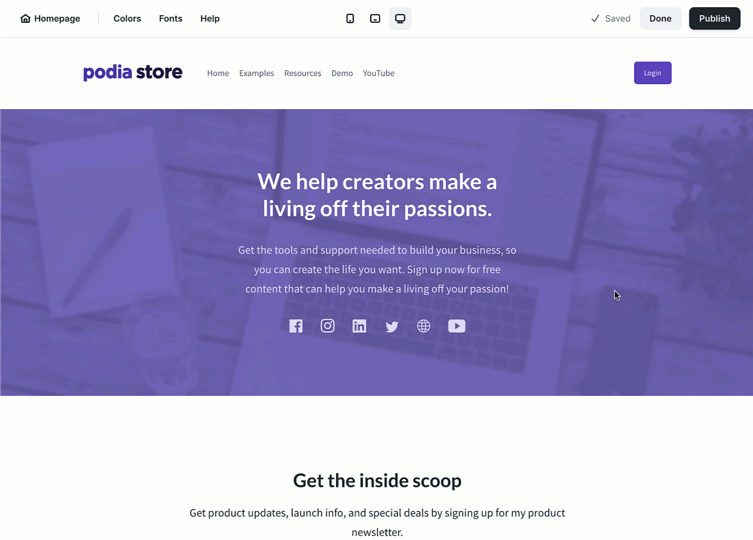 Homepage Colors Fonts Help Saved Done Publish
podia store Home Examples Resources Demo YouTube Login
We help creators make a
living off their passions.
Get the tools and support needed to build your business, so
you can create the life you want. Sign up now for free
content that can help you make a living off your passion!
Get the inside scoop
Get product updates, launch info, and special deals by signing up for my product
newsletter.